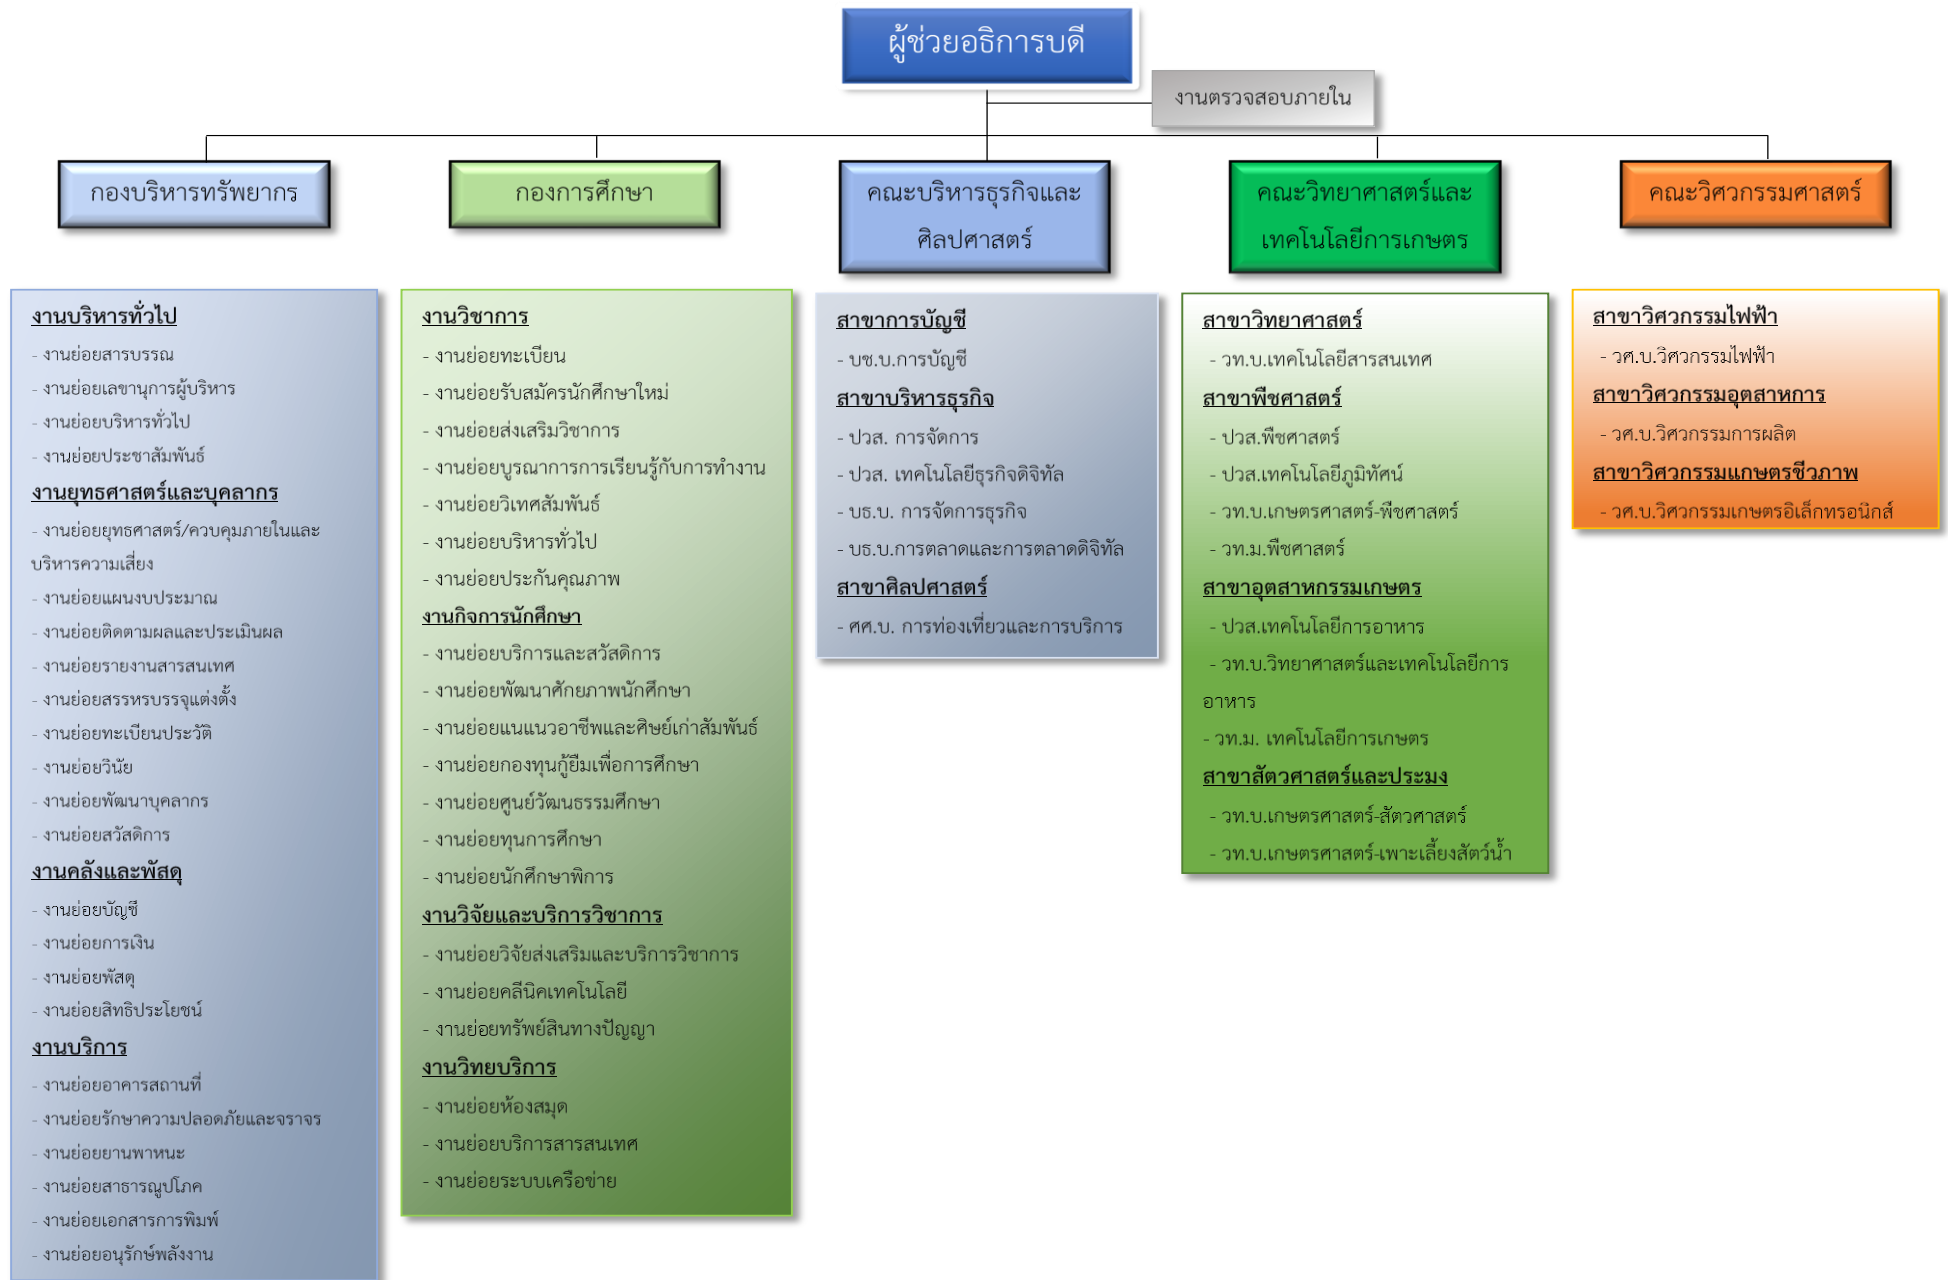 ผู้ช่วยอธิการบดี
งานตรวจสอบภายใน
กองบริหารทรัพยากร
งานบริหารทั่วไป
- งานย่อยสารบรรณ
- งานย่อยเลขานุการผู้บริหาร
- งานย่อยบริหารทั่วไป
- งานย่อยประชาสัมพันธ์
งานยุทธศาสตร์และบุคลากร
- งานย่อยยุทธศาสตร์/ควบคุมภายในและ
บริหารความเสี่ยง
- งานย่อยแผนงบประมาณ
- งานย่อยติดตามผลและประเมินผล
- งานย่อยรายงานสารสนเทศ
- งานย่อยสรรหรบรรจุแต่งตั้ง
- งานย่อยทะเบียนประวัติ
- งานย่อยวินัย
- งานย่อยพัฒนาบุคลากร
- งานย่อยสวัสดิการ
งานคลังและพัสดุ
- งานย่อยบัญชี
- งานย่อยการเงิน
- งานย่อยพัสดุ
- งานย่อยสิทธิประโยชน์
งานบริการ
- งานย่อยอาคารสถานที่
- งานย่อยรักษาความปลอดภัยและจราจร
- งานย่อยยานพาหนะ
- งานย่อยสาธารณูปโภค
- งานย่อยเอกสารการพิมพ์
- งานย่อยอนุรักษ์พลังงาน
กองการศึกษา
งานวิชาการ
- งานย่อยทะเบียน
- งานย่อยรับสมัครนักศึกษาใหม่
- งานย่อยส่งเสริมวิชาการ
- งานย่อยบูรณาการการเรียนรู้กับการทำงาน
- งานย่อยวิเทศสัมพันธ์
- งานย่อยบริหารทั่วไป
- งานย่อยประกันคุณภาพ
งานกิจการนักศึกษา
- งานย่อยบริการและสวัสดิการ
- งานย่อยพัฒนาศักยภาพนักศึกษา
- งานย่อยแนแนวอาชีพและศิษย์เก่าสัมพันธ์
- งานย่อยกองทุนกู้ยืมเพื่อการศึกษา
- งานย่อยศูนย์วัฒนธรรมศึกษา
- งานย่อยทุนการศึกษา
- งานย่อยนักศึกษาพิการ
งานวิจัยและบริการวิชาการ
- งานย่อยวิจัยส่งเสริมและบริการวิชาการ
- งานย่อยคลีนิคเทคโนโลยี
- งานย่อยทรัพย์สินทางปัญญา
งานวิทยบริการ
- งานย่อยห้องสมุด
- งานย่อยบริการสารสนเทศ
- งานย่อยระบบเครือข่าย
คณะบริหารธุรกิจและ
ศิลปศาสตร์
สาขาการบัญชี
- บช.บ.การบัญชี
สาขาบริหารธุรกิจ
- ปวส. การจัดการ
- ปวส. เทคโนโลยีธุรกิจดิจิทัล
- บธ.บ. การจัดการธุรกิจ
- บธ.บ.การตลาดและการตลาดดิจิทัล
สาขาศิลปศาสตร์
- ศศ.บ. การท่องเที่ยวและการบริการ
คณะวิทยาศาสตร์และ
เทคโนโลยีการเกษตร
สาขาวิทยาศาสตร์
- วท.บ.เทคโนโลยีสารสนเทศ
สาขาพืชศาสตร์
- ปวส.พืชศาสตร์
- ปวส.เทคโนโลยีภูมิทัศน์
- วท.บ.เกษตรศาสตร์-พืชศาสตร์
- วท.ม.พืชศาสตร์
สาขาอุตสาหกรรมเกษตร
- ปวส.เทคโนโลยีการอาหาร
- วท.บ.วิทยาศาสตร์และเทคโนโลยีการ
อาหาร
- วท.ม. เทคโนโลยีการเกษตร
สาขาสัตวศาสตร์และประมง
- วท.บ.เกษตรศาสตร์-สัตวศาสตร์
- วท.บ.เกษตรศาสตร์-เพาะเลี้ยงสัตว์น้ำ
คณะวิศวกรรมศาสตร์
สาขาวิศวกรรมไฟฟ้า
- วศ.บ.วิศวกรรมไฟฟ้า
สาขาวิศวกรรมอุตสาหการ
- วศ.บ.วิศวกรรมการผลิต
สาขาวิศวกรรมแกษตรชีวภาพ
- วศ.บ.วิศวกรรมเกษตรอิเล็กทรอนิกส์